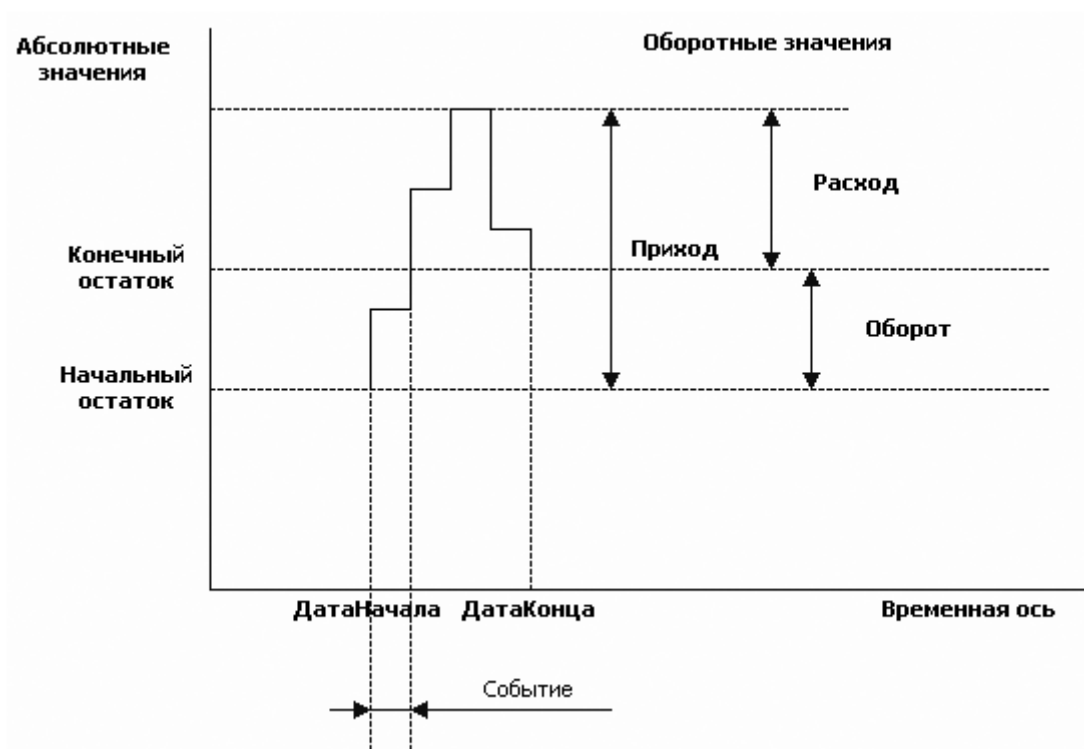 Абсолютные
значения
Оборотные значения
Расход
Приход
Конечный
остаток
Оборот
Начальный
остаток
ДатаНачала
ДатаКонца
Временная ось
Событие